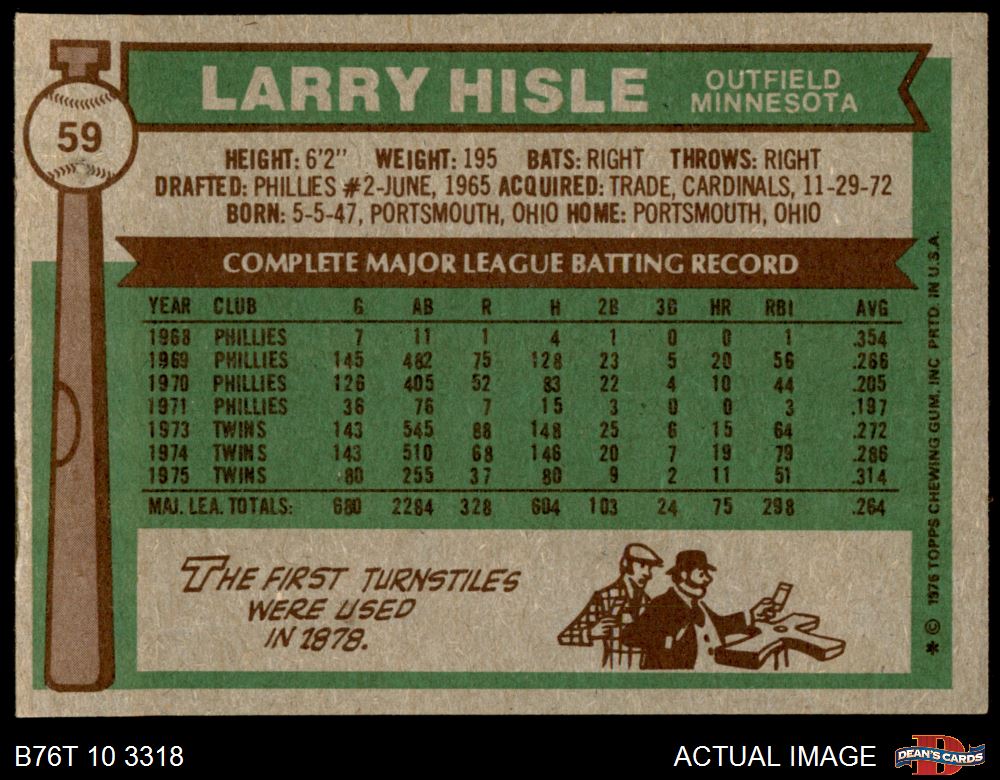 59
LARRY HISLE
OUTFIELD
MINNESOTA
HEIGHT: 6'2" WEIGHT: 195 BATS: RIGHT THROWS: RIGHT
DRAFTED: PHILLIES #2-JUNE, 1965 ACQUIRED: TRADE, CARDINALS, 11-29-72
BORN: 5-5-47, PORTSMOUTH, OHIO HOME: PORTSMOUTH, OHIO
COMPLETE MAJOR LEAGUE BATTING RECORD
YEAR CLUB G AB R H 2B 3B HR RBI AVG
1968 PHILLIES 7 11 1 4 1 0 0 1 .354
1969 PHILLIES 145 482 75 128 23 5 20 56 .266
1970 PHILLIES 126 405 52 83 22 4 10 44 .205
1971 PHILLIES 36 76 7 15 3 0 0 3 .197
1973 TWINS 143 545 88 148 25 6 15 64 .272
1974 TWINS 143 510 68 146 20 7 19 79 .286
1975 TWINS 80 255 37 80 9 2 11 51 .314
MAJ. LEA. TOTALS: 680 2284 328 604 103 24 75 298 .264
THE FIRST TURNSTILES
WERE USED
IN 1878.
* © 1976 TOPPS CHEWING GUM, INC PRTD. IN U.S.A.
B76T 10 3318
ACTUAL IMAGE
DEAN'S CARDS